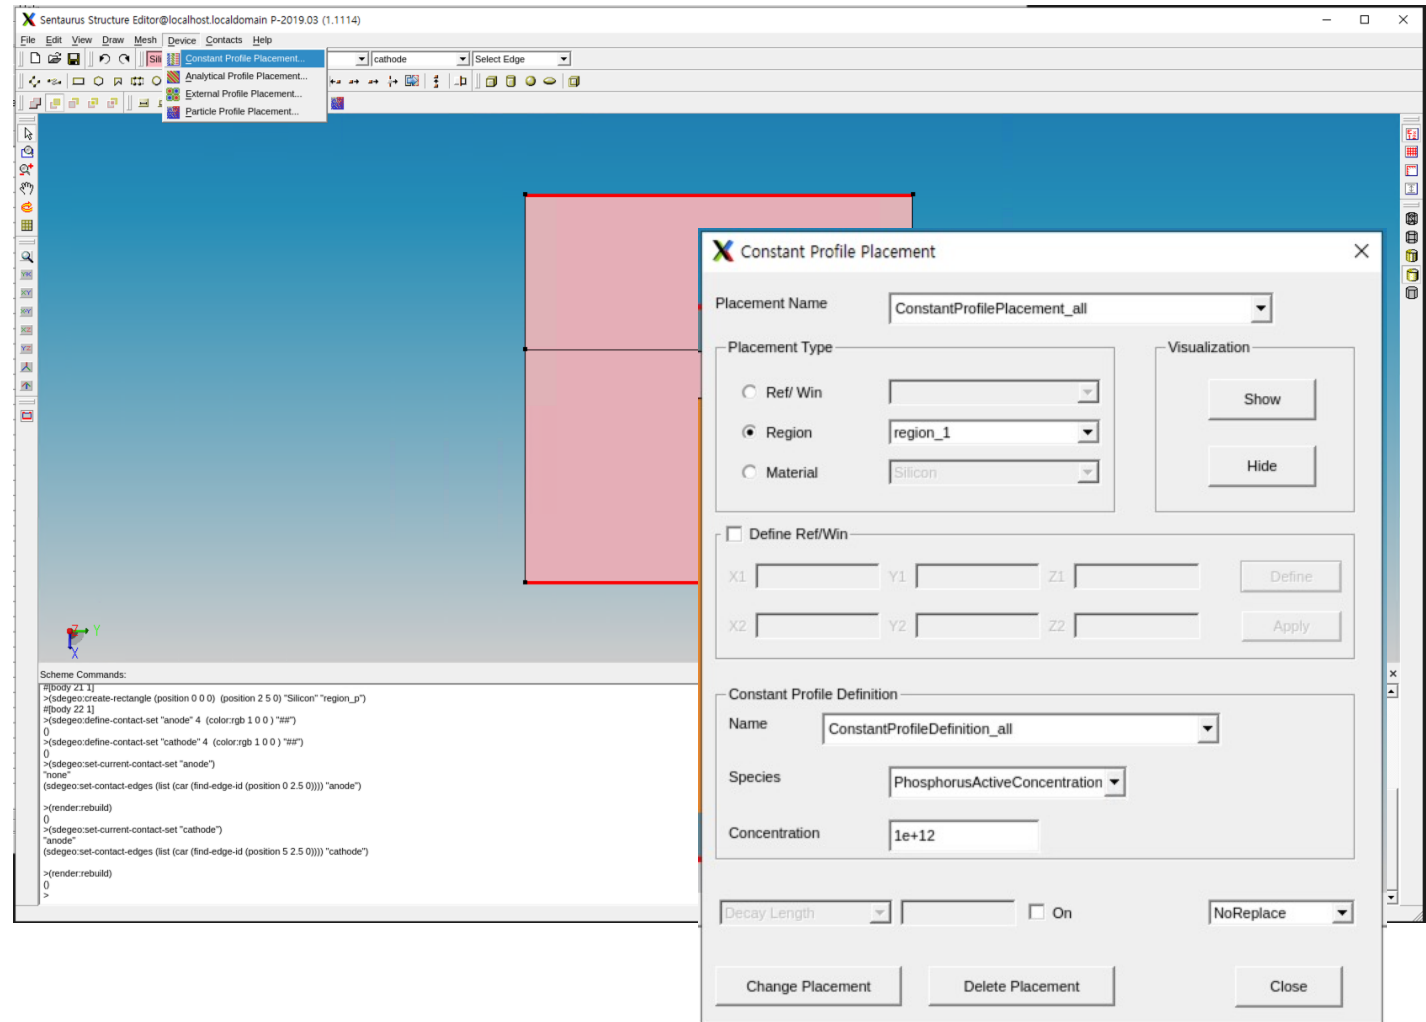 Sentaurus Structure Editor@localhost.localdomain P-2019.03 (1.1114)
File Edit View Draw Mesh Device Contacts Help
cathode Select Edge
Constant Profile Placement...
Analytical Profile Placement...
External Profile Placement...
Particle Profile Placement...
Z Y
X
Scheme Commands:
#[body 21 1]
>(sdegeo:create-rectangle (position 0 0 0)  (position 2 5 0) "Silicon" "region_p")
#[body 22 1]
>(sdegeo:define-contact-set "anode" 4  (color:rgb 1 0 0 ) "##")
()
>(sdegeo:define-contact-set "cathode" 4  (color:rgb 1 0 0 ) "##")
()
>(sdegeo:set-current-contact-set "anode")
"none"
(sdegeo:set-contact-edges (list (car (find-edge-id (position 0 2.5 0)))) "anode")
>(render:rebuild)
()
>(sdegeo:set-current-contact-set "cathode")
"anode"
(sdegeo:set-contact-edges (list (car (find-edge-id (position 5 2.5 0)))) "cathode")
>(render:rebuild)
()
>
Constant Profile Placement
Placement Name ConstantProfilePlacement_all
Placement Type
Ref/ Win
Region region_1
Material Silicon
Visualization
Show
Hide
Define Ref/Win
X1 Y1 Z1 Define
X2 Y2 Z2 Apply
Constant Profile Definition
Name ConstantProfileDefinition_all
Species PhosphorusActiveConcentration
Concentration 1e+12
Decay Length On NoReplace
Change Placement Delete Placement Close